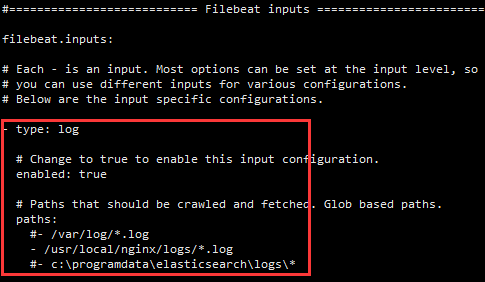 #=========================== Filebeat inputs =========================
filebeat.inputs:
# Each - is an input. Most options can be set at the input level, so
# you can use different inputs for various configurations.
# Below are the input specific configurations.
- type: log
# Change to true to enable this input configuration.
enabled: true
# Paths that should be crawled and fetched. Glob based paths.
paths:
#- /var/log/*.log
- /usr/local/nginx/logs/*.log
#- c:\programdata\elasticsearch\logs\*